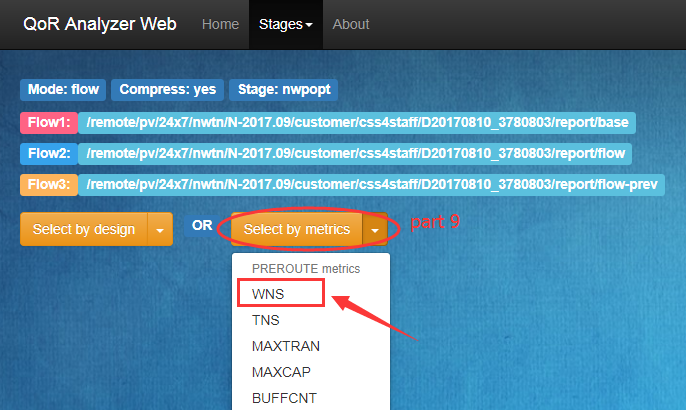 QoR Analyzer Web Home Stages About
Mode: flow Compress: yes Stage: nwpopt
Flow1: /remote/pv/24x7/nwtn/N-2017.09/customer/css4staff/D20170810_3780803/report/base
Flow2: /remote/pv/24x7/nwtn/N-2017.09/customer/css4staff/D20170810_3780803/report/flow
Flow3: /remote/pv/24x7/nwtn/N-2017.09/customer/css4staff/D20170810_3780803/report/flow-prev
Select by design OR Select by metrics part 9
PREROUTE metrics
WNS
TNS
MAXTRAN
MAXCAP
BUFFCNT